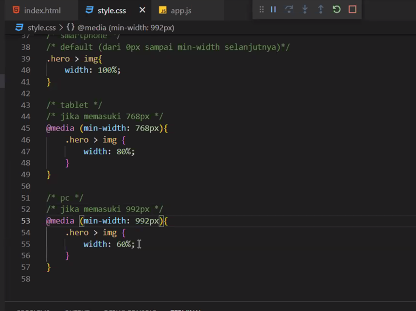 index.html
style.css
app.js
style.css > .hero > img @media (min-width: 992px)
37 /* smartphone */
38 /* default (dari 0px sampai min-width selanjutnya)*/
39 .hero > img{
40 width: 100%;
41 }
42
43 /* tablet */
44 /* jika memasuki 768px */
45 @media (min-width: 768px){
46 .hero > img {
47 width: 80%;
48 }
49 }
50
51 /* pc */
52 /* jika memasuki 992px */
53 @media (min-width: 992px){
54 .hero > img {
55 width: 60%;
56 }
57 }
58